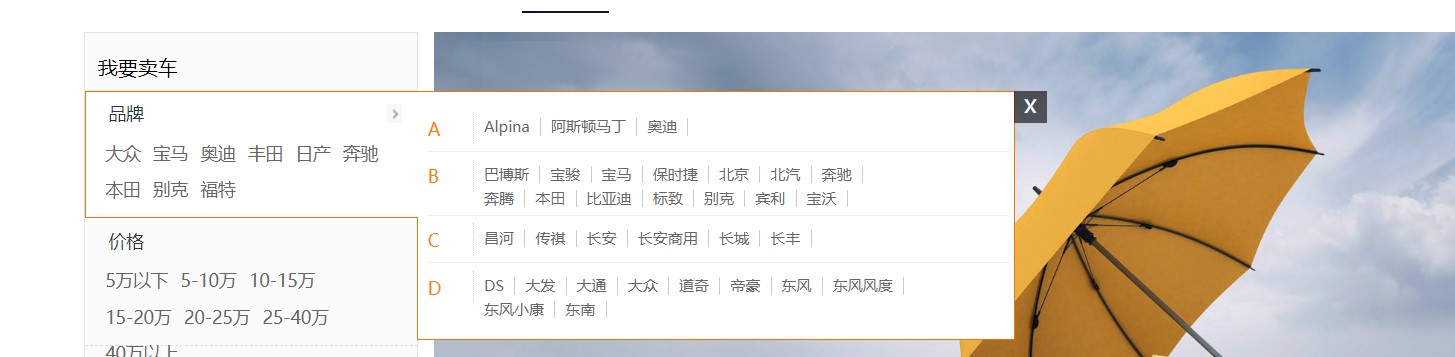 我要卖车
品牌 >
大众 宝马 奥迪 丰田 日产 奔驰
本田 别克 福特
价格
5万以下 5-10万 10-15万
15-20万 20-25万 25-40万
40万以上
X
A Alpina 阿斯顿马丁 奥迪
B 巴博斯 宝骏 宝马 保时捷 北京 北汽 奔驰
奔腾 本田 比亚迪 标致 别克 宾利 宝沃
C 昌河 传祺 长安 长安商用 长城 长丰
D DS 大发 大通 大众 道奇 帝豪 东风 东风风度
东风小康 东南